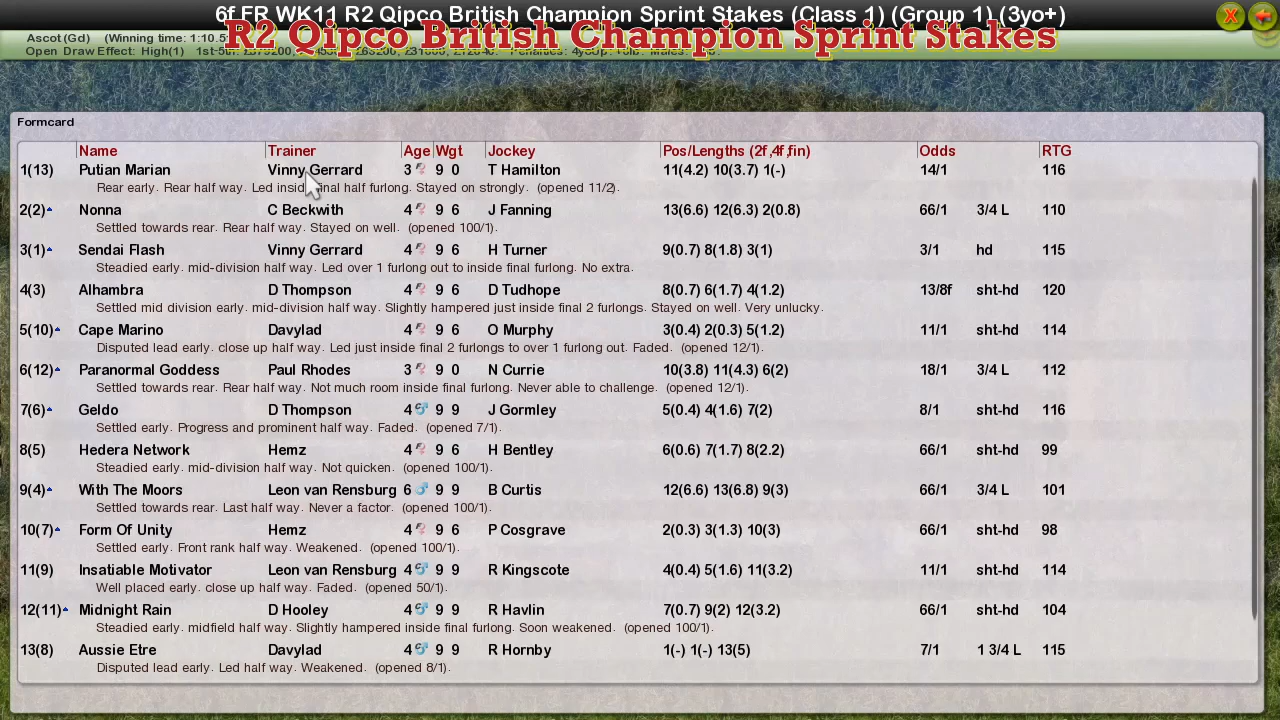 6f FR WK11 R2 Qipco British Champion Sprint Stakes (Class 1) (Group 1) (3yo+)
R2 Qipco British Champion Sprint Stakes
Ascot(Gd) (Winning time: 1:10.5
Open Draw Effect: High(1) 1st-5th:
Formcard
Name Trainer Age Wgt Jockey Pos/Lengths (2f,4f,fin) Odds RTG
1(13) Putian Marian Vinny Gerrard 3 9 0 T Hamilton 11(4.2) 10(3.7) 1(-) 14/1 116
Rear early. Rear half way. Led inside final half furlong. Stayed on strongly. (opened 11/2).
2(2) Nonna C Beckwith 4 9 6 J Fanning 13(6.6) 12(6.3) 2(0.8) 66/1 3/4 L 110
Settled towards rear. Rear half way. Stayed on well. (opened 100/1).
3(1) Sendai Flash Vinny Gerrard 4 9 6 H Turner 9(0.7) 8(1.8) 3(1) 3/1 hd 115
Steadied early. mid-division half way. Led over 1 furlong out to inside final furlong. No extra.
4(3) Alhambra D Thompson 4 9 6 D Tudhope 8(0.7) 6(1.7) 4(1.2) 13/8f sht-hd 120
Settled mid division early. mid-division half way. Slightly hampered just inside final 2 furlongs. Stayed on well. Very unlucky.
5(10) Cape Marino Davylad 4 9 6 O Murphy 3(0.4) 2(0.3) 5(1.2) 11/1 sht-hd 114
Disputed lead early. close up half way. Led just inside final 2 furlongs to over 1 furlong out. Faded. (opened 12/1).
6(12) Paranormal Goddess Paul Rhodes 3 9 0 N Currie 10(3.8) 11(4.3) 6(2) 18/1 3/4 L 112
Settled towards rear. Rear half way. Not much room inside final furlong. Never able to challenge. (opened 12/1).
7(6) Geldo D Thompson 4 9 9 J Gormley 5(0.4) 4(1.6) 7(2) 8/1 sht-hd 116
Settled early. Progress and prominent half way. Faded. (opened 7/1).
8(5) Hedera Network Hemz 4 9 6 H Bentley 6(0.6) 7(1.7) 8(2.2) 66/1 sht-hd 99
Steadied early. mid-division half way. Not quicken. (opened 100/1).
9(4) With The Moors Leon van Rensburg 6 9 9 B Curtis 12(6.6) 13(6.8) 9(3) 66/1 3/4 L 101
Settled towards rear. Last half way. Never a factor. (opened 100/1).
10(7) Form Of Unity Hemz 4 9 6 P Cosgrave 2(0.3) 3(1.3) 10(3) 66/1 sht-hd 98
Settled early. Front rank half way. Weakened. (opened 100/1).
11(9) Insatiable Motivator Leon van Rensburg 4 9 9 R Kingscote 4(0.4) 5(1.6) 11(3.2) 11/1 sht-hd 114
Well placed early. close up half way. Faded. (opened 50/1).
12(11) Midnight Rain D Hooley 4 9 9 R Havlin 7(0.7) 9(2) 12(3.2) 66/1 sht-hd 104
Steadied early. midfield half way. Slightly hampered inside final furlong. Soon weakened. (opened 100/1).
13(8) Aussie Etre Davylad 4 9 9 R Hornby 1(-) 1(-) 13(5) 7/1 1 3/4 L 115
Disputed lead early. Led half way. Weakened. (opened 8/1).